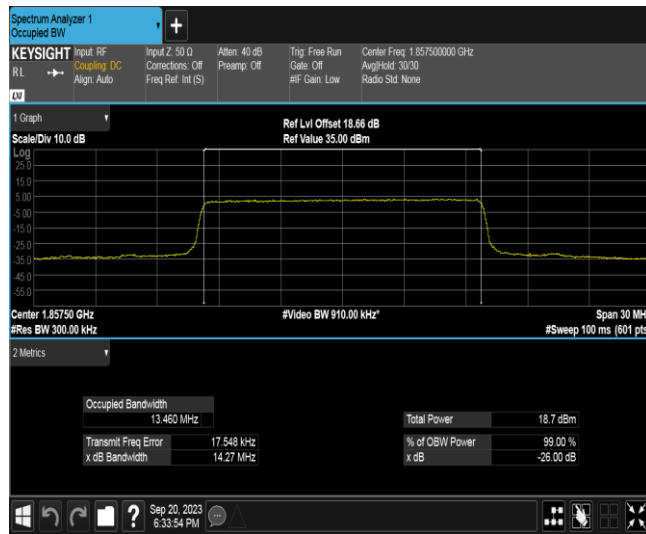 Spectrum Analyzer 1
Occupied BW
+
KEYSIGHT Input: RF Input Z: 50 Ω Atten: 40 dB Trig: Free Run Center Freq: 1.857500000 GHz
RL Coupling: DC Corrections: Off Preamp: Off Gate: Off Avg|Hold: 30/30
Align: Auto Freq Ref: Int (S) #IF Gain: Low Radio Std: None
LXI
1 Graph
Ref Lvl Offset 18.66 dB
Scale/Div 10.0 dB Ref Value 35.00 dBm
Log
25.0
15.0
5.00
-5.00
-15.0
-25.0
-35.0
-45.0
-55.0
Center 1.85750 GHz #Video BW 910.00 kHz* Span 30 MH
#Res BW 300.00 kHz #Sweep 100 ms (601 pts
2 Metrics
Occupied Bandwidth
13.460 MHz Total Power 18.7 dBm
Transmit Freq Error 17.548 kHz % of OBW Power 99.00 %
x dB Bandwidth 14.27 MHz x dB -26.00 dB
? Sep 20, 2023
6:33:54 PM